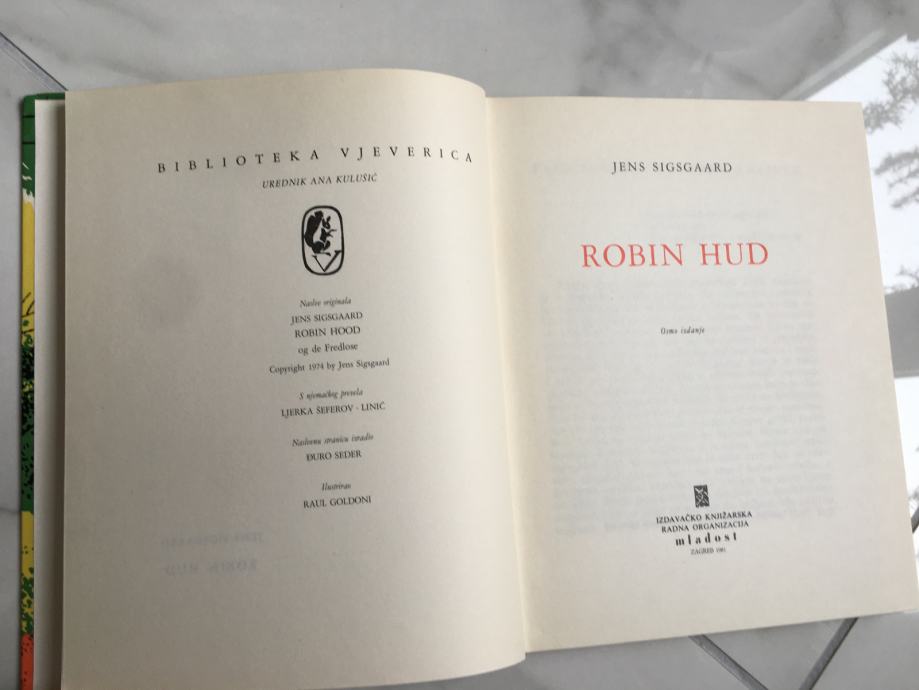 BIBLIOTEKA VJEVERICA
UREDNIK ANA KULUŠIĆ
V
Naslov originala
JENS SIGSGAARD
ROBIN HOOD
og de Fredlose
Copyright 1974 by Jens Sigsgaard
S njemačkog prevela
LJERKA ŠEFEROV - LINIĆ
Naslovnu stranicu izradio
ĐURO SEDER
Ilustrirao
RAUL GOLDONI
JENS SIGSGAARD
ROBIN HUD
Osmo izdanje
IZDAVAČKO KNJIŽARSKA
RADNA ORGANIZACIJA
mladost
ZAGREB 1981.